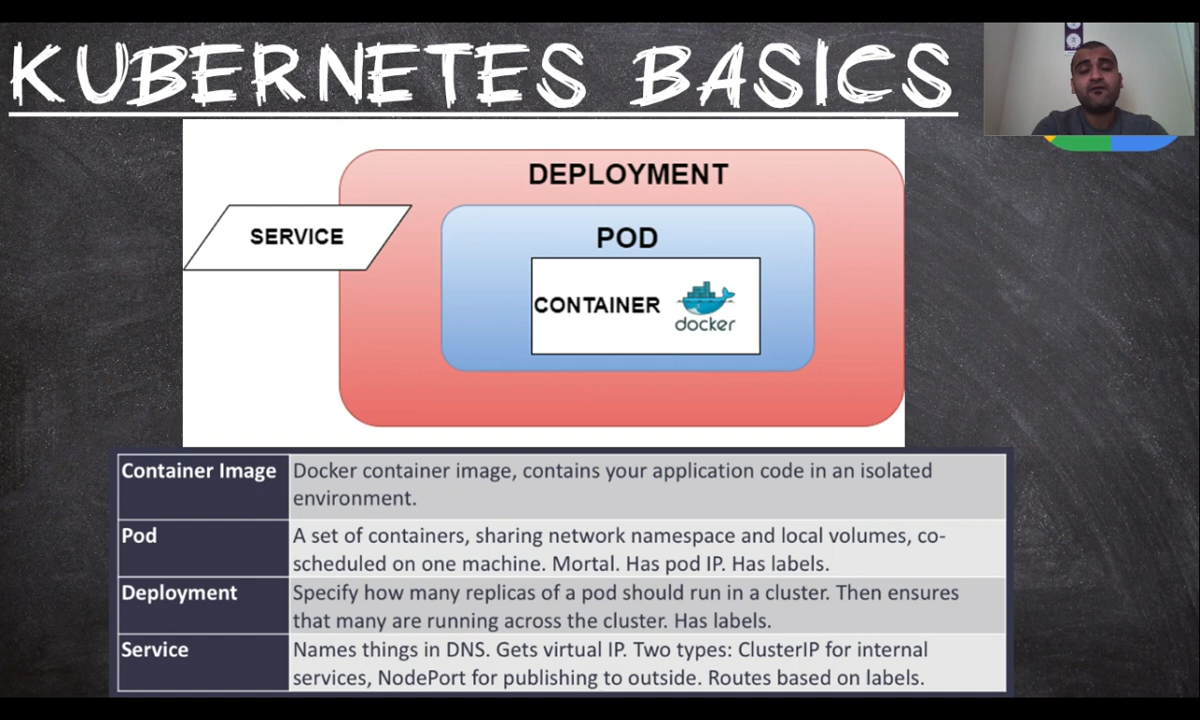 KUBERNETES BASICS
DEPLOYMENT
SERVICE
POD
CONTAINER
docker
Container Image
Docker container image, contains your application code in an isolated
environment.
Pod
A set of containers, sharing network namespace and local volumes, co-
scheduled on one machine. Mortal. Has pod IP. Has labels.
Deployment
Specify how many replicas of a pod should run in a cluster. Then ensures
that many are running across the cluster. Has labels.
Service
Names things in DNS. Gets virtual IP. Two types: ClusterIP for internal
services, NodePort for publishing to outside. Routes based on labels.